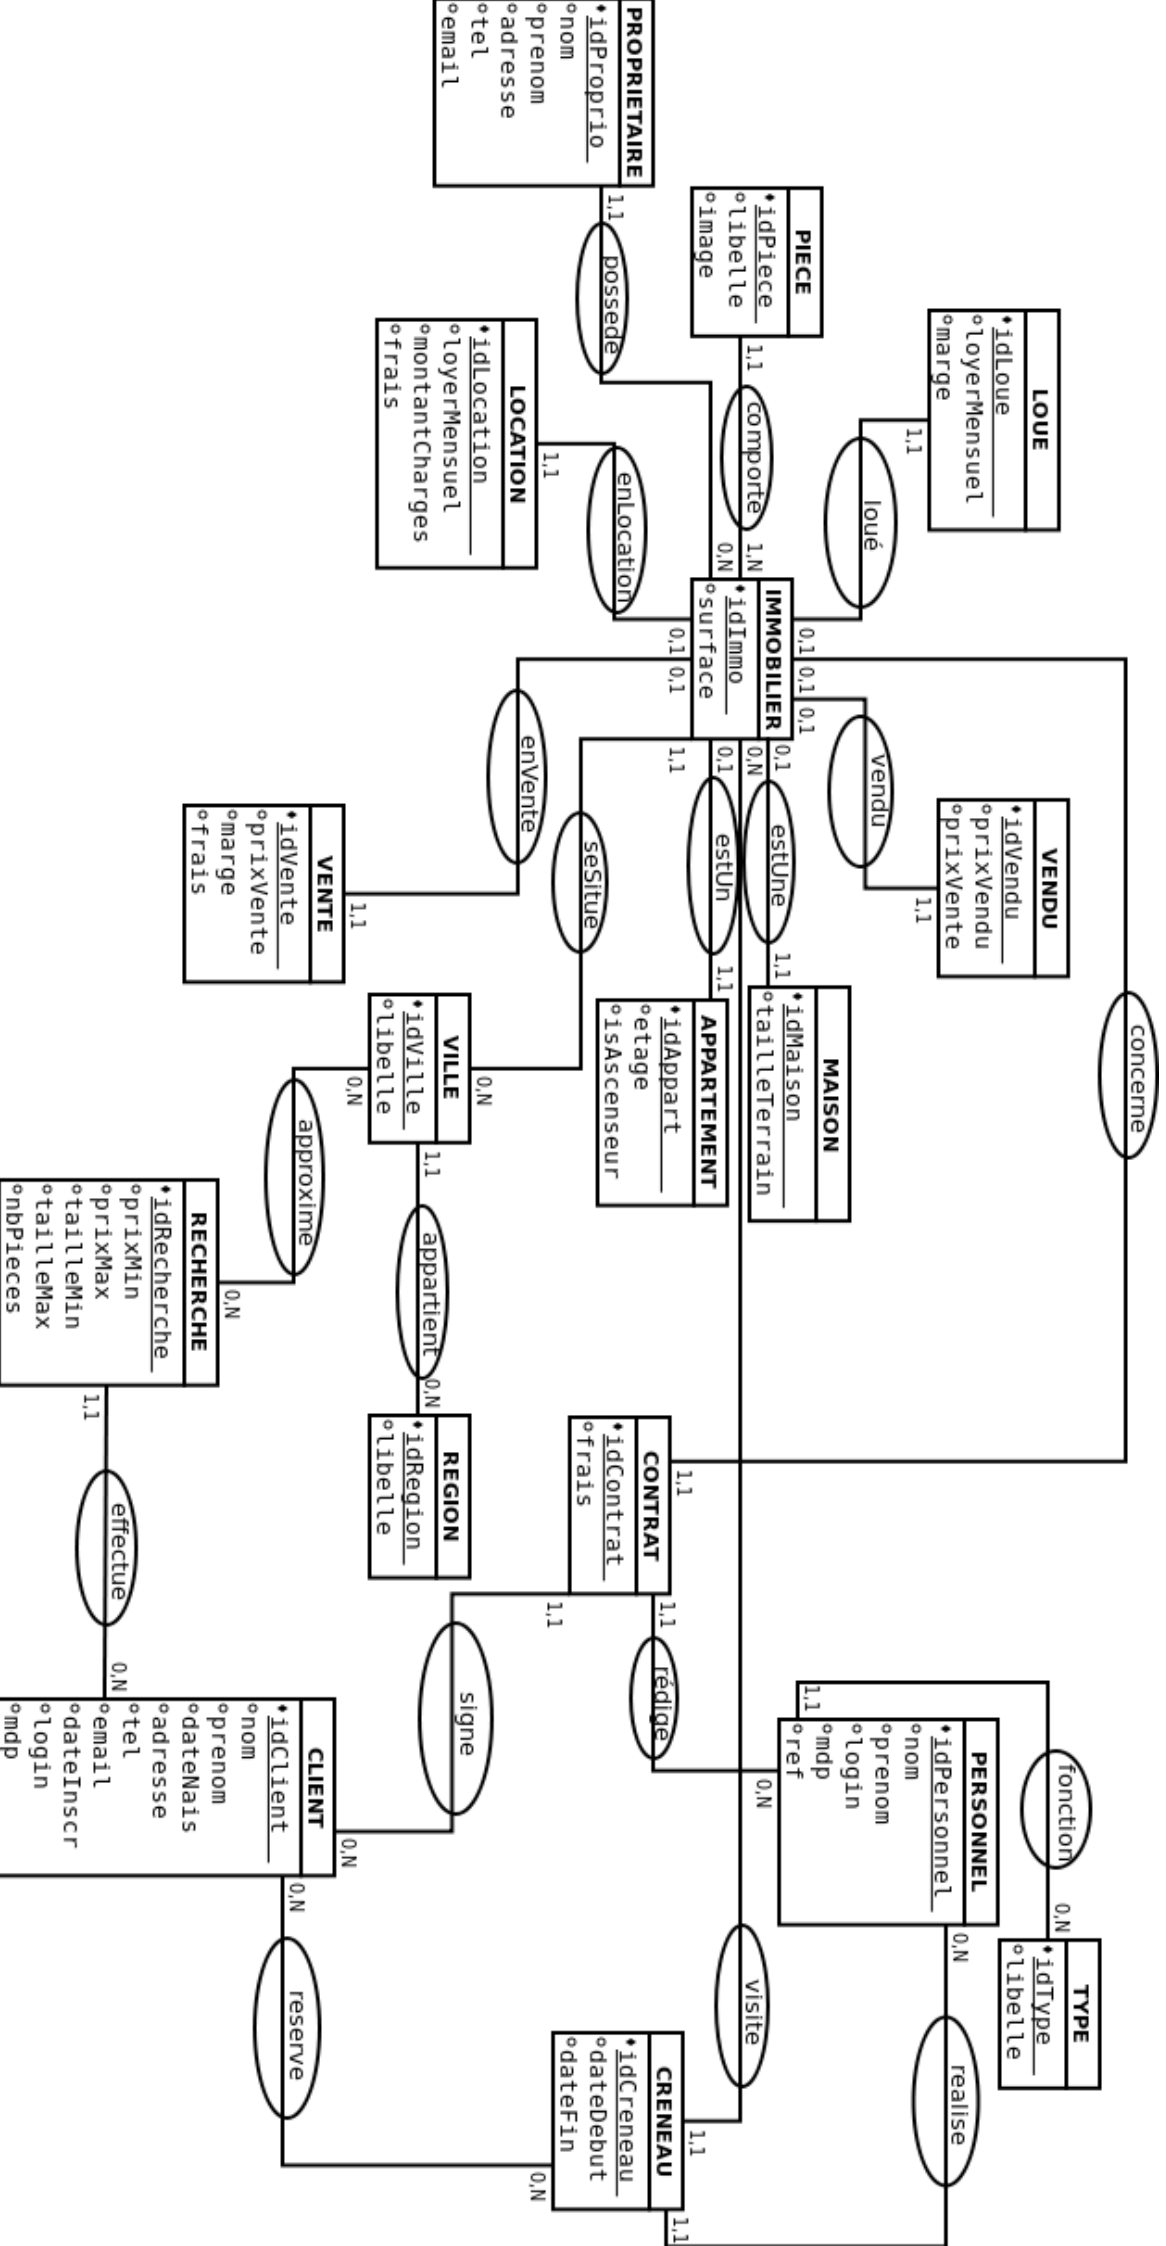 PROPRIETAIRE
idProprio
nom
prenom
adresse
tel
email
1,1
possede
0,N
PIECE
idPiece
libelle
image
1,1
comporte
1,N
LOUE
idLoue
loyerMensuel
marge
1,1
loué
0,1
LOCATION
idLocation
loyerMensuel
montantCharges
frais
1,1
enLocation
0,1
IMMOBILIER
idImmo
surface
0,1
concerne
1,1
0,1
vendu
1,1
VENDU
idVendu
prixVendu
prixVente
0,1
enVente
1,1
VENTE
idVente
prixVente
marge
frais
0,1
estUne
1,1
MAISON
idMaison
tailleTerrain
0,1
estUn
1,1
APPARTEMENT
idAppart
etage
isAscenseur
1,1
seSitue
0,N
VILLE
idVille
libelle
1,1
appartient
0,N
REGION
idRegion
libelle
0,N
approxime
0,N
RECHERCHE
idRecherche
prixMin
prixMax
tailleMin
tailleMax
nbPieces
1,1
effectue
0,N
CONTRAT
idContrat
frais
1,1
rédige
0,N
1,1
signe
0,N
CLIENT
idClient
nom
prenom
dateNais
adresse
tel
email
dateInscr
login
mdp
0,N
reserve
0,N
PERSONNEL
idPersonnel
nom
prenom
login
mdp
ref
1,1
fonction
0,N
TYPE
idType
libelle
0,N
realise
1,1
0,N
visite
1,1
CRENEAU
idCreneau
dateDebut
dateFin